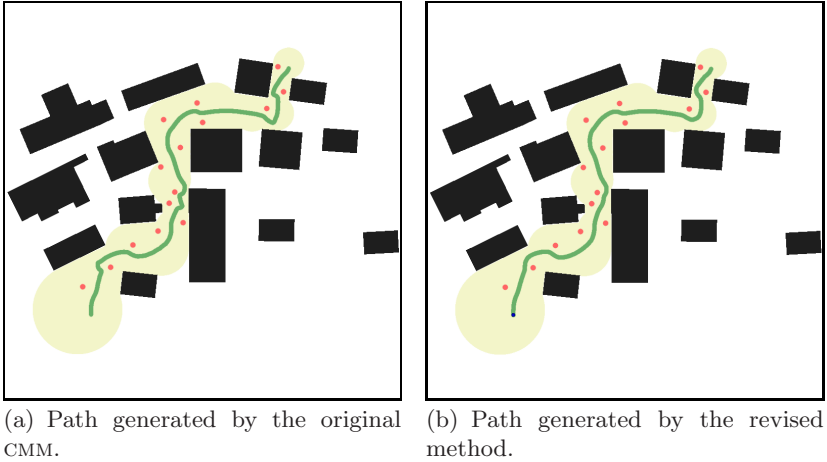 (a) Path generated by the original
CMM.
(b) Path generated by the revised
method.